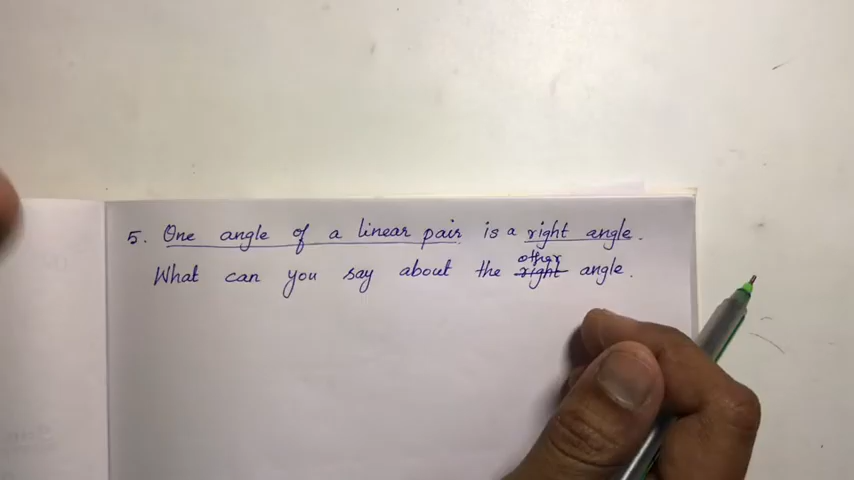 5. One angle of a linear pair is a right angle.
What can you say about the other angle.